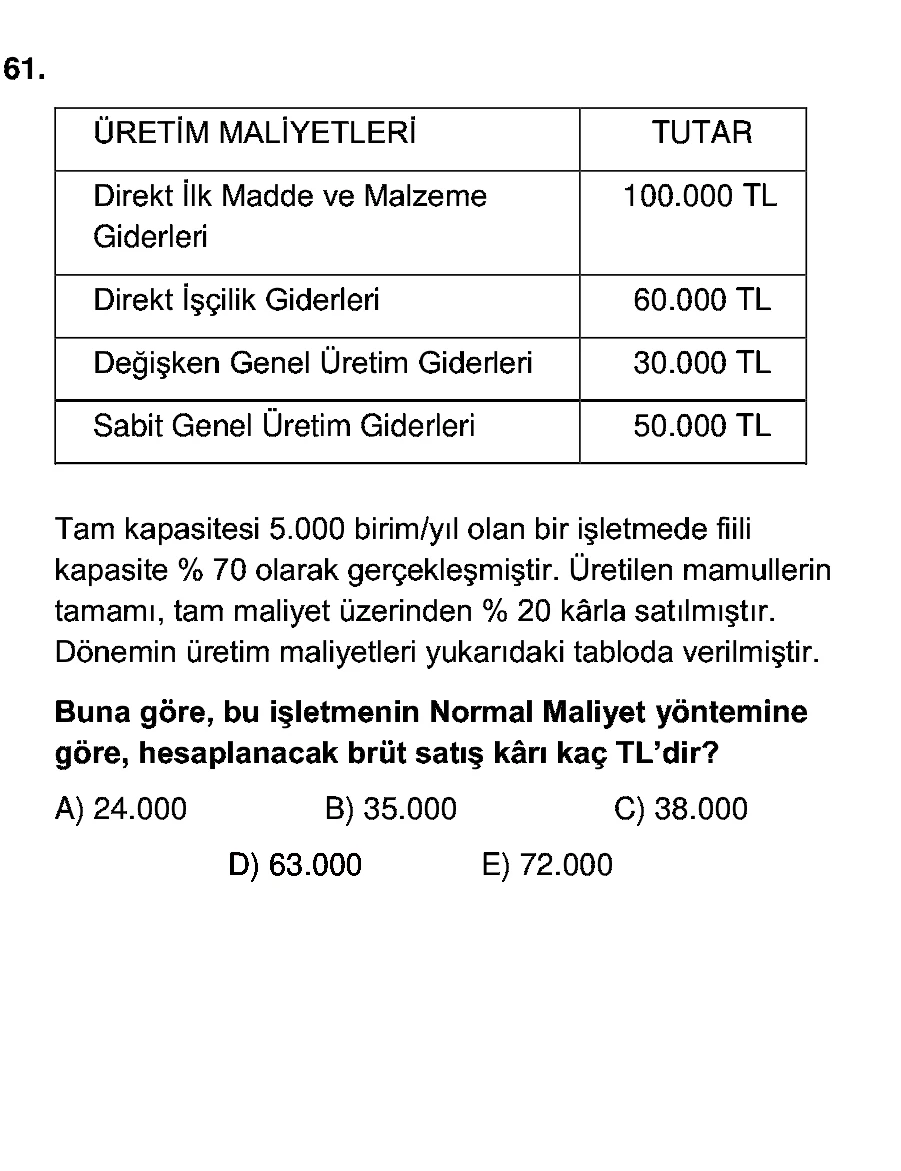 61.
ÜRETİM MALİYETLERİ TUTAR
Direkt İlk Madde ve Malzeme 100.000 TL
Giderleri
Direkt İşçilik Giderleri 60.000 TL
Değişken Genel Üretim Giderleri 30.000 TL
Sabit Genel Üretim Giderleri 50.000 TL
Tam kapasitesi 5.000 birim/yıl olan bir işletmede fiili
kapasite % 70 olarak gerçekleşmiştir. Üretilen mamullerin
tamamı, tam maliyet üzerinden % 20 kârla satılmıştır.
Dönemin üretim maliyetleri yukarıdaki tabloda verilmiştir.
Buna göre, bu işletmenin Normal Maliyet yöntemine
göre, hesaplanacak brüt satış kârı kaç TL’dir?
A) 24.000 B) 35.000 C) 38.000
D) 63.000 E) 72.000